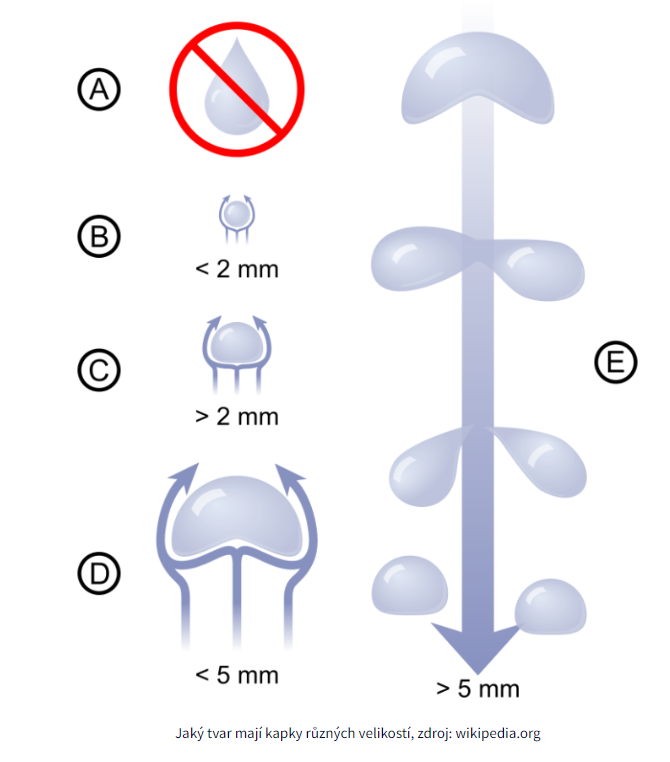 A
B
< 2 mm
C
> 2 mm
D
< 5 mm
E
> 5 mm
Jaký tvar mají kapky různých velikostí, zdroj: wikipedia.org